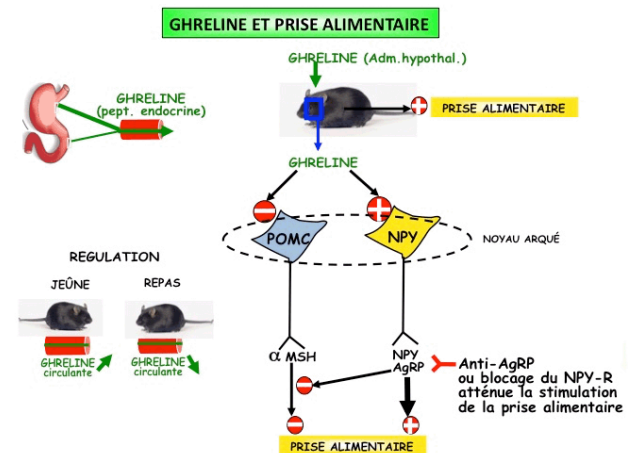 GHRELINE ET PRISE ALIMENTAIRE
GHRELINE (Adm.hypothal.)
GHRELINE
(pept. endocrine)
PRISE ALIMENTAIRE
GHRELINE
POMC
NPY
NOYAU ARQUÉ
REGULATION
JEÛNE
REPAS
GHRELINE
circulante
GHRELINE
circulante
α MSH
NPY
AgRP
Anti-AgRP
ou blocage du NPY-R
atténue la stimulation
de la prise alimentaire
PRISE ALIMENTAIRE